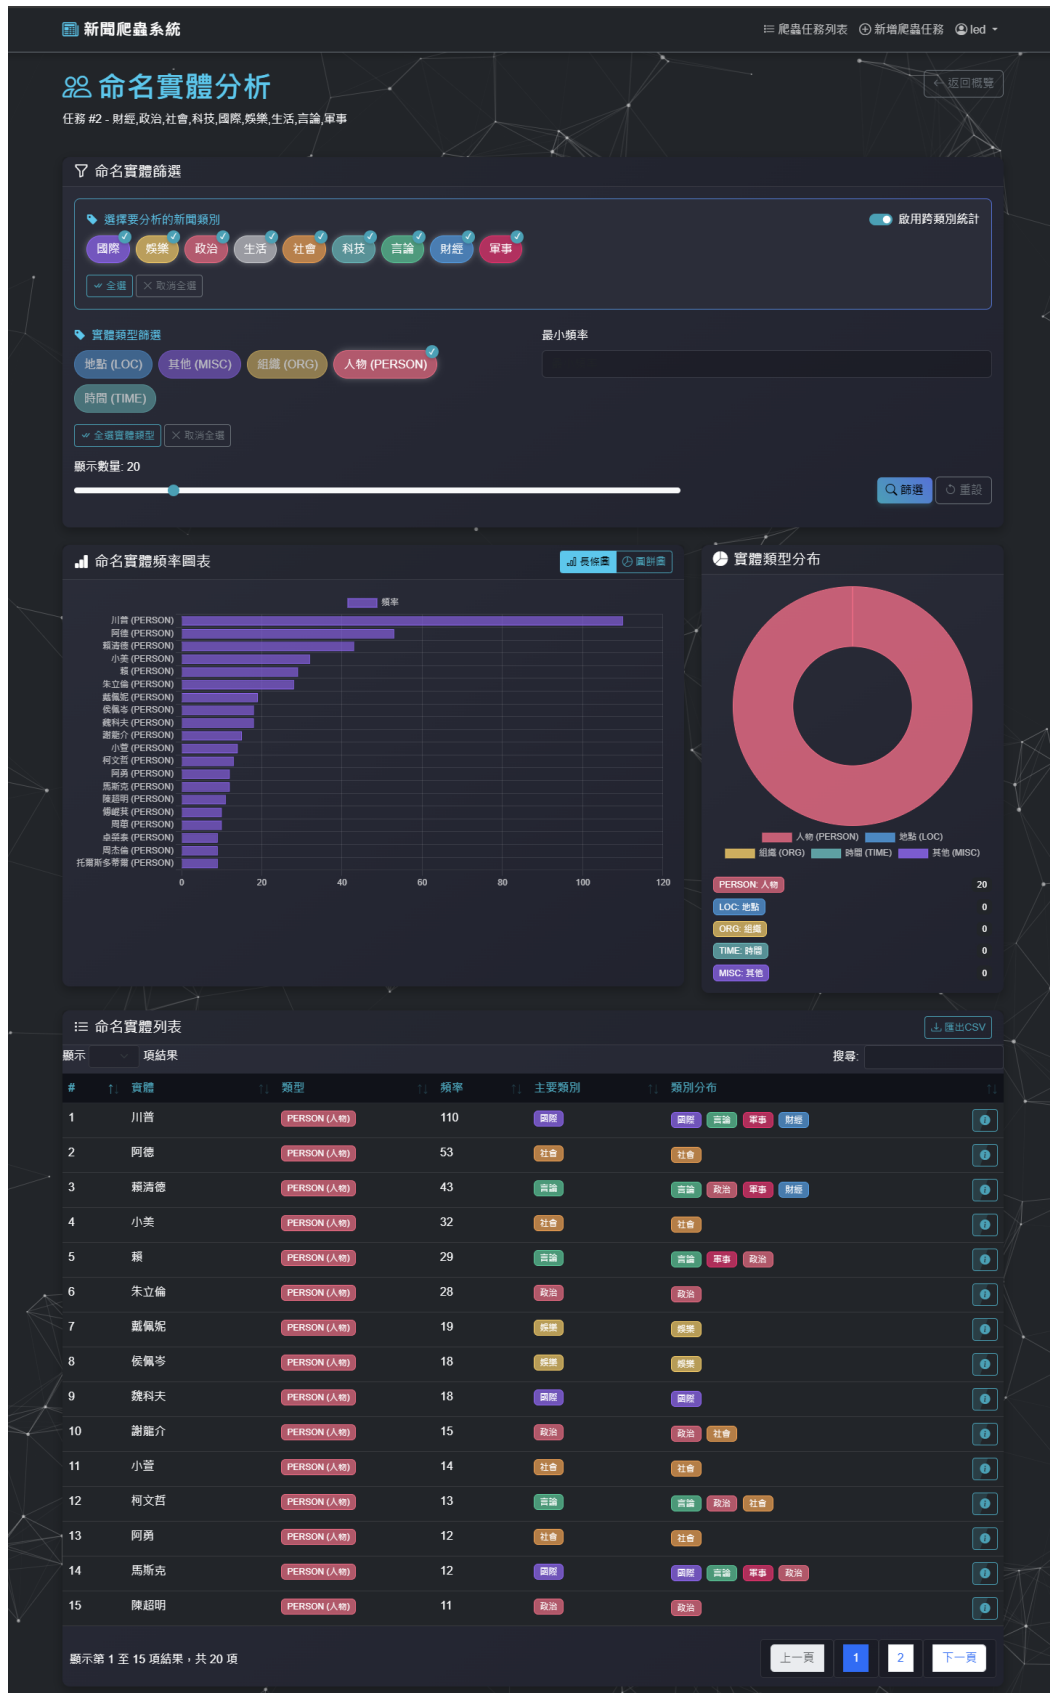 新聞爬蟲系統
爬蟲任務列表 新增爬蟲任務 led
命名實體分析
返回概覽
任務 #2 - 財經,政治,社會,科技,國際,娛樂,生活,言論,軍事
命名實體篩選
選擇要分析的新聞類別
啟用跨類別統計
國際 娛樂 政治 生活 社會 科技 言論 財經 軍事
全選 取消全選
實體類型篩選
最小頻率
地點 (LOC) 其他 (MISC) 組織 (ORG) 人物 (PERSON)
時間 (TIME)
全選實體類型 取消全選
顯示數量: 20
篩選 重設
命名實體頻率圖表
長條圖 圓餅圖
頻率
川普 (PERSON)
阿德 (PERSON)
賴清德 (PERSON)
小美 (PERSON)
賴 (PERSON)
朱立倫 (PERSON)
戴佩妮 (PERSON)
侯佩岑 (PERSON)
魏科夫 (PERSON)
謝龍介 (PERSON)
小萱 (PERSON)
柯文哲 (PERSON)
阿勇 (PERSON)
馬斯克 (PERSON)
陳超明 (PERSON)
傅崐萁 (PERSON)
周蕙 (PERSON)
卓榮泰 (PERSON)
周杰倫 (PERSON)
托爾斯多蒂爾 (PERSON)
0 20 40 60 80 100 120
實體類型分布
人物 (PERSON) 地點 (LOC)
組織 (ORG) 時間 (TIME) 其他 (MISC)
PERSON: 人物 20
LOC: 地點 0
ORG: 組織 0
TIME: 時間 0
MISC: 其他 0
命名實體列表
匯出CSV
顯示 項結果
搜尋:
# 實體 類型 頻率 主要類別 類別分布
1 川普 PERSON (人物) 110 國際 國際 言論 軍事 財經
2 阿德 PERSON (人物) 53 社會 社會
3 賴清德 PERSON (人物) 43 言論 言論 政治 軍事 財經
4 小美 PERSON (人物) 32 社會 社會
5 賴 PERSON (人物) 29 言論 言論 軍事 政治
6 朱立倫 PERSON (人物) 28 政治 政治
7 戴佩妮 PERSON (人物) 19 娛樂 娛樂
8 侯佩岑 PERSON (人物) 18 娛樂 娛樂
9 魏科夫 PERSON (人物) 18 國際 國際
10 謝龍介 PERSON (人物) 15 政治 政治 社會
11 小萱 PERSON (人物) 14 社會 社會
12 柯文哲 PERSON (人物) 13 言論 言論 政治 社會
13 阿勇 PERSON (人物) 12 社會 社會
14 馬斯克 PERSON (人物) 12 國際 國際 言論 軍事 政治
15 陳超明 PERSON (人物) 11 政治 政治
顯示第 1 至 15 項結果，共 20 項
上一頁 1 2 下一頁